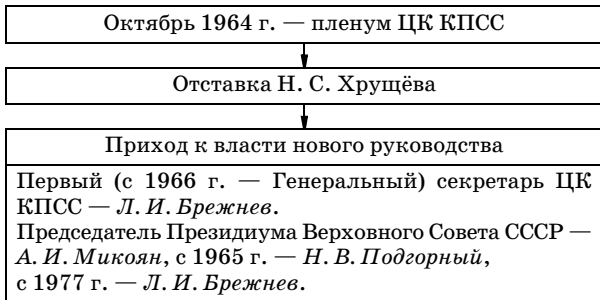 Октябрь 1964 г. — пленум ЦК КПСС
Отставка Н. С. Хрущёва
Приход к власти нового руководства
Первый (с 1966 г. — Генеральный) секретарь ЦК
КПСС — Л. И. Брежнев.
Председатель Президиума Верховного Совета СССР —
А. И. Микоян, с 1965 г. — Н. В. Подгорный,
с 1977 г. — Л. И. Брежнев.